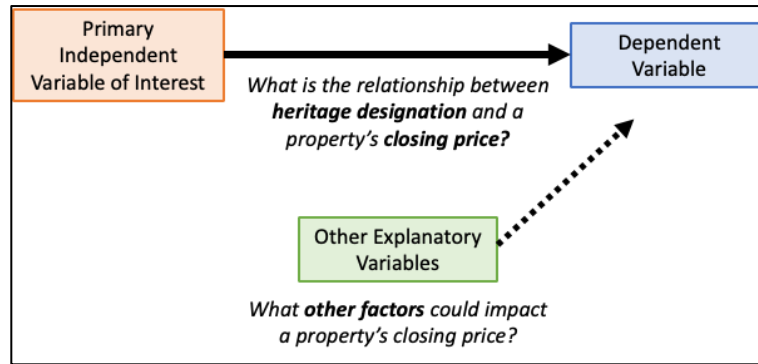 Primary
Independent
Variable of Interest
Dependent
Variable
What is the relationship between
heritage designation and a
property's closing price?
Other Explanatory
Variables
What other factors could impact
a property's closing price?